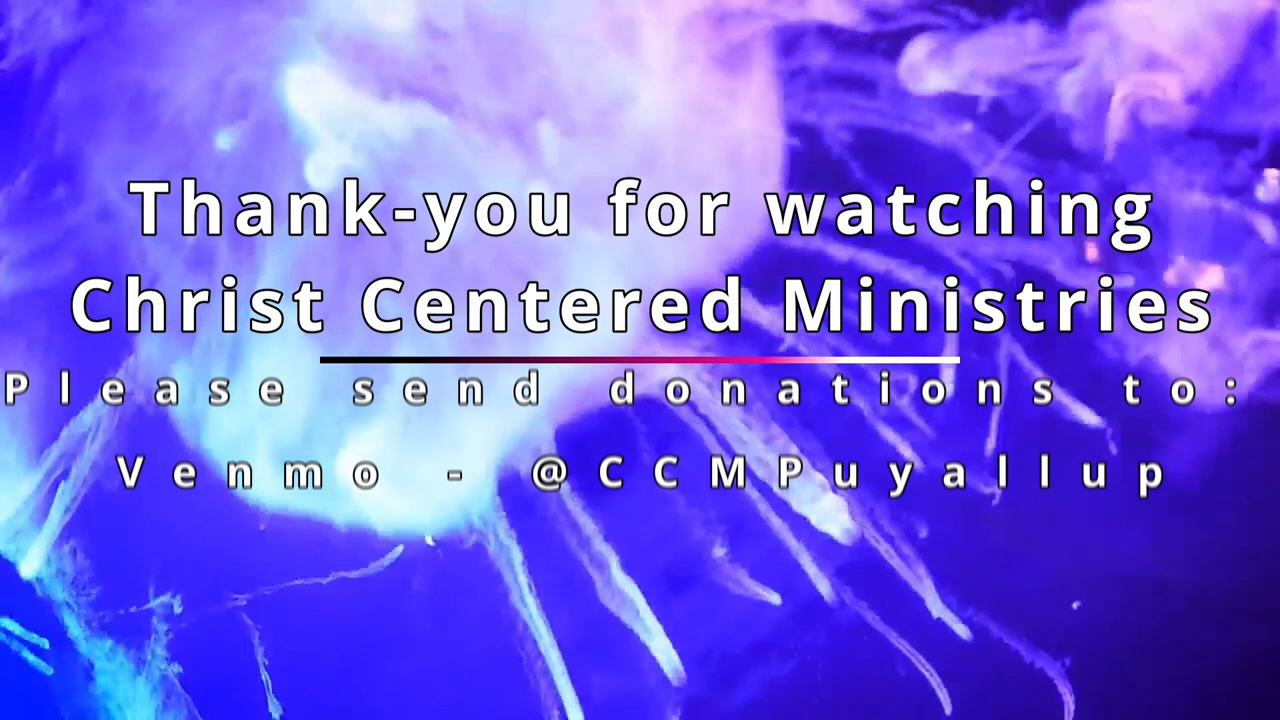 Thank-you for watching
Christ Centered Ministries
Please send donations to:
Venmo - @CCMPuyallup